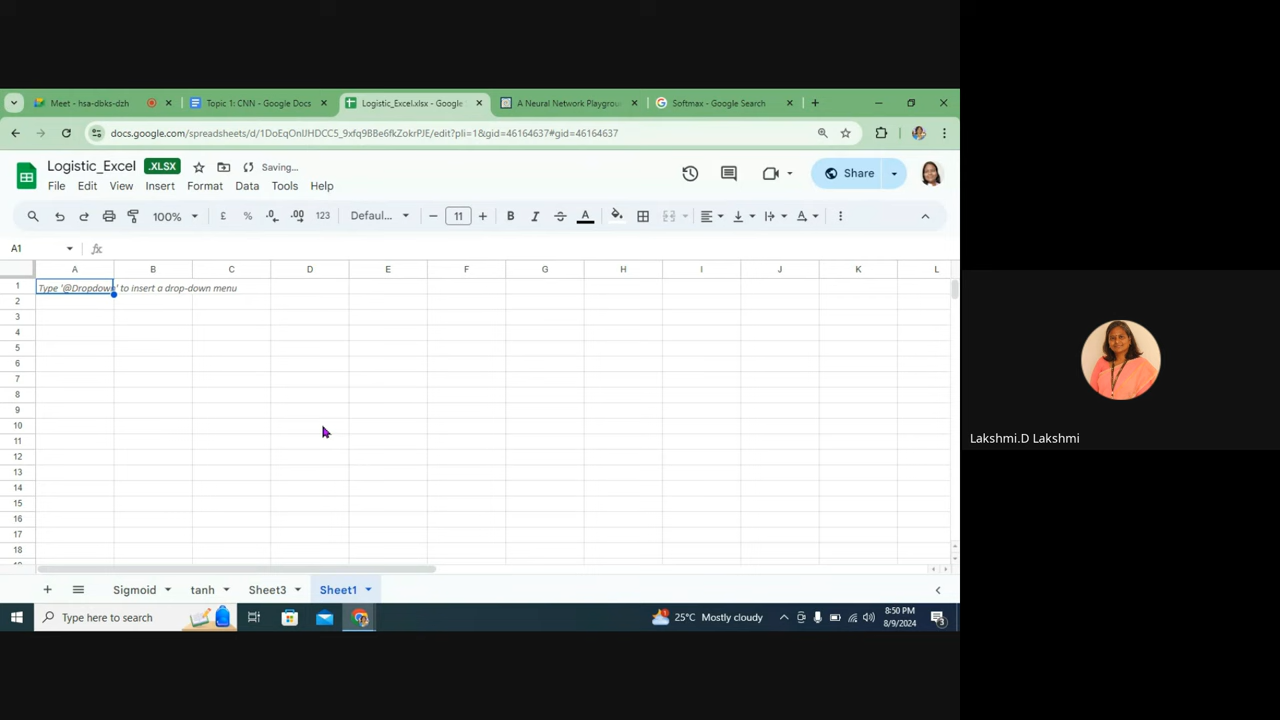 Meet - hsa-dbks-dzh
Topic 1: CNN - Google Docs
Logistic_Excel.xlsx - Google
A Neural Network Playgrou
Softmax - Google Search
docs.google.com/spreadsheets/d/1DoEqOnIJHDCC5_9xfq9BBe6fkZokrPJE/edit?pli=1&gid=46164637#gid=46164637
Logistic_Excel .XLSX Saving...
Share
File Edit View Insert Format Data Tools Help
100% £ % .0 .00 123 Defaul... 11 B I A
A1 fx
A B C D E F G H I J K L
1 Type '@Dropdown' to insert a drop-down menu
2
3
4
5
6
7
8
9
10
11
12
13
14
15
16
17
18
Lakshmi.D Lakshmi
Sigmoid tanh Sheet3 Sheet1
Type here to search
25°C Mostly cloudy
8:50 PM
8/9/2024
3